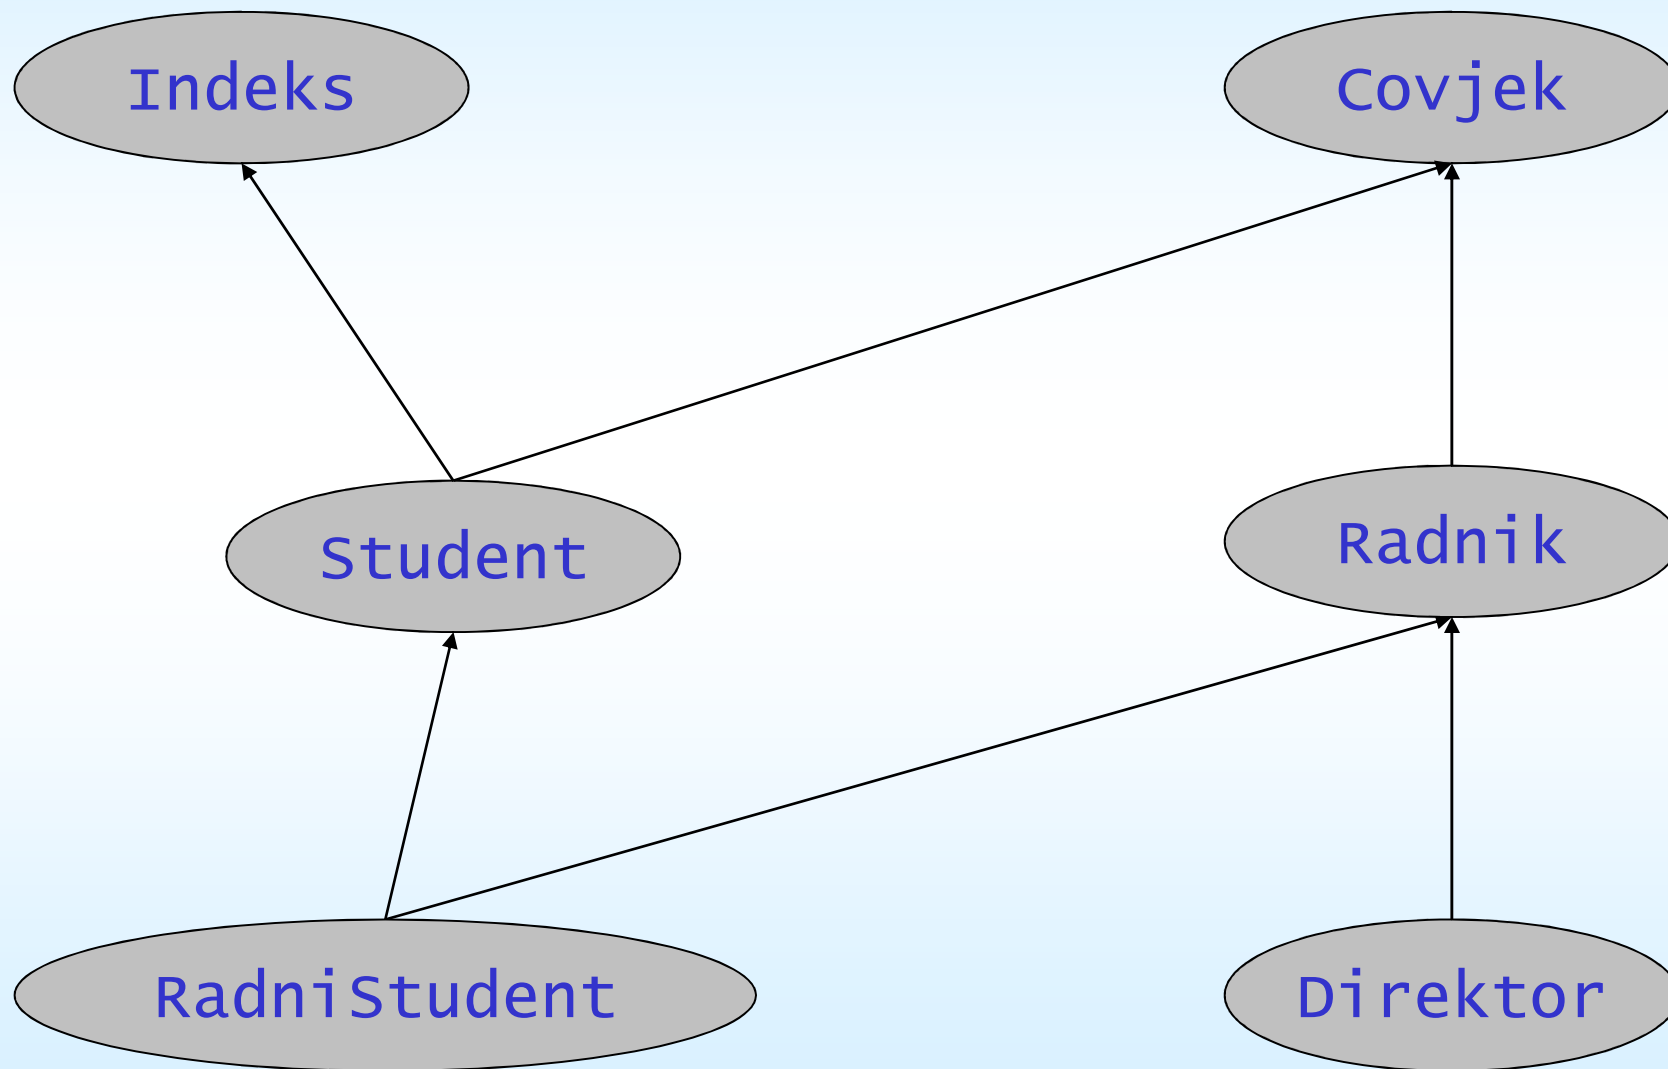 Indeks
Covjek
Student
Radnik
RadniStudent
Direktor